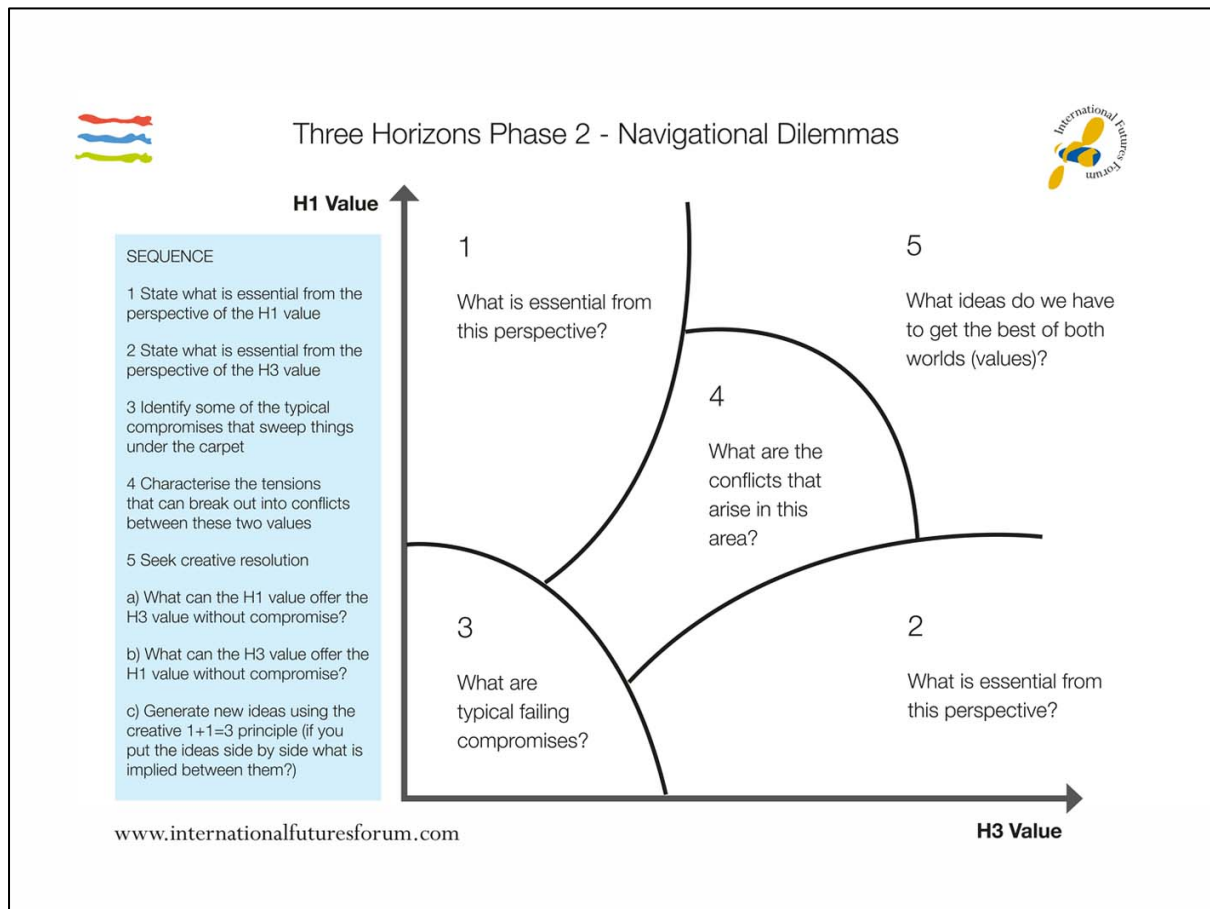 Three Horizons Phase 2 - Navigational Dilemmas
International Futures Forum
H1 Value
SEQUENCE
1 State what is essential from the
perspective of the H1 value
2 State what is essential from the
perspective of the H3 value
3 Identify some of the typical
compromises that sweep things
under the carpet
4 Characterise the tensions
that can break out into conflicts
between these two values
5 Seek creative resolution
a) What can the H1 value offer the
H3 value without compromise?
b) What can the H3 value offer the
H1 value without compromise?
c) Generate new ideas using the
creative 1+1=3 principle (if you
put the ideas side by side what is
implied between them?)
1
What is essential from
this perspective?
5
What ideas do we have
to get the best of both
worlds (values)?
4
What are the
conflicts that
arise in this
area?
3
What are
typical failing
compromises?
2
What is essential from
this perspective?
www.internationalfuturesforum.com
H3 Value